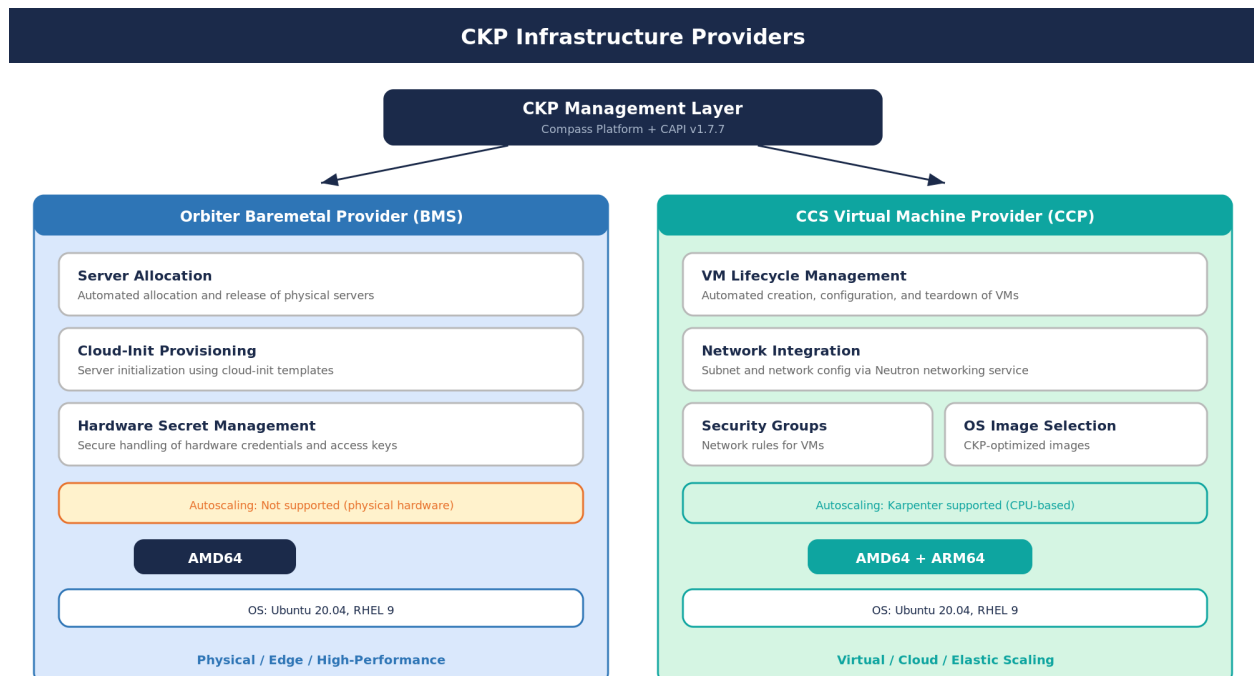 CKP Infrastructure Providers
CKP Management Layer
Compass Platform + CAPI v1.7.7
Orbiter Baremetal Provider (BMS)
Server Allocation
Automated allocation and release of physical servers
Cloud-Init Provisioning
Server initialization using cloud-init templates
Hardware Secret Management
Secure handling of hardware credentials and access keys
Autoscaling: Not supported (physical hardware)
AMD64
OS: Ubuntu 20.04, RHEL 9
Physical / Edge / High-Performance
CCS Virtual Machine Provider (CCP)
VM Lifecycle Management
Automated creation, configuration, and teardown of VMs
Network Integration
Subnet and network config via Neutron networking service
Security Groups
Network rules for VMs
OS Image Selection
CKP-optimized images
Autoscaling: Karpenter supported (CPU-based)
AMD64 + ARM64
OS: Ubuntu 20.04, RHEL 9
Virtual / Cloud / Elastic Scaling